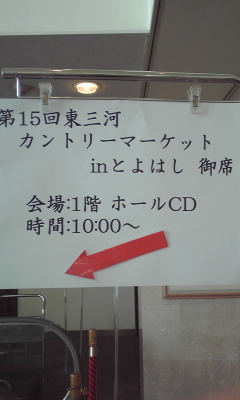 第15回東三河
カントリーマーケット
inとよはし 御席
会場:1階 ホールCD
時間:10:00～